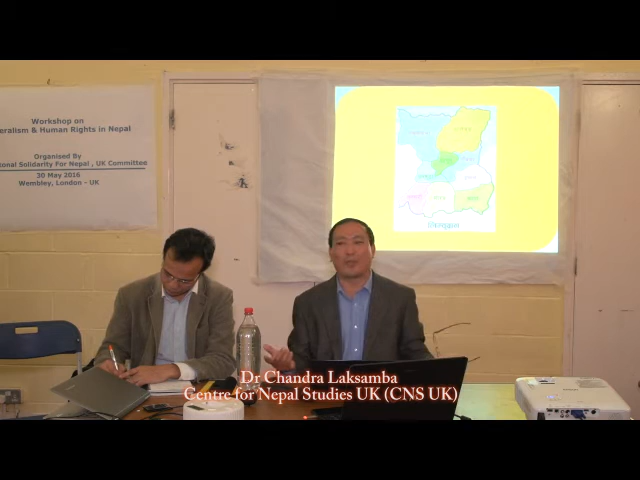 Workshop on
eralism & Human Rights in Nepal
Organised By
tonal Solidarity For Nepal , UK Committee
30 May 2016
Wembley, London - UK
Dr Chandra Laksamba
Centre for Nepal Studies UK (CNS UK)